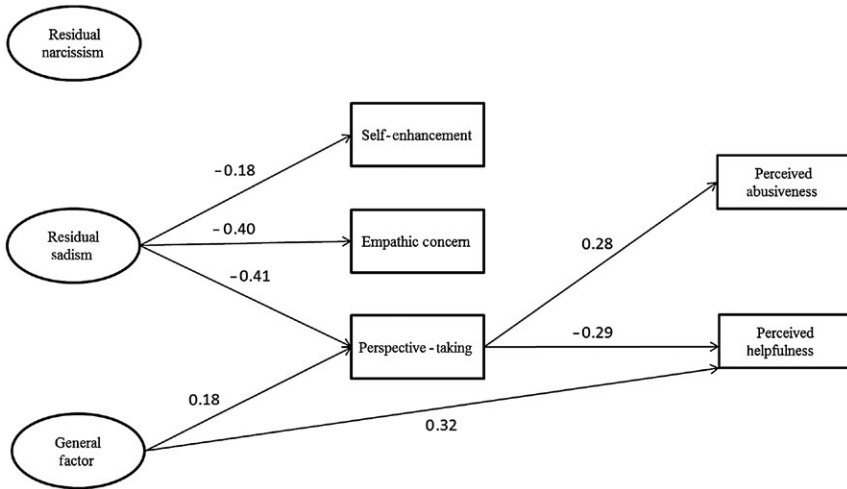 Residual
narcissism
Self-enhancement
-0.18
Perceived
abusiveness
Residual
sadism
-0.40
Empathic concern
0.28
-0.41
Perspective-taking
-0.29
Perceived
helpfulness
0.18
0.32
General
factor